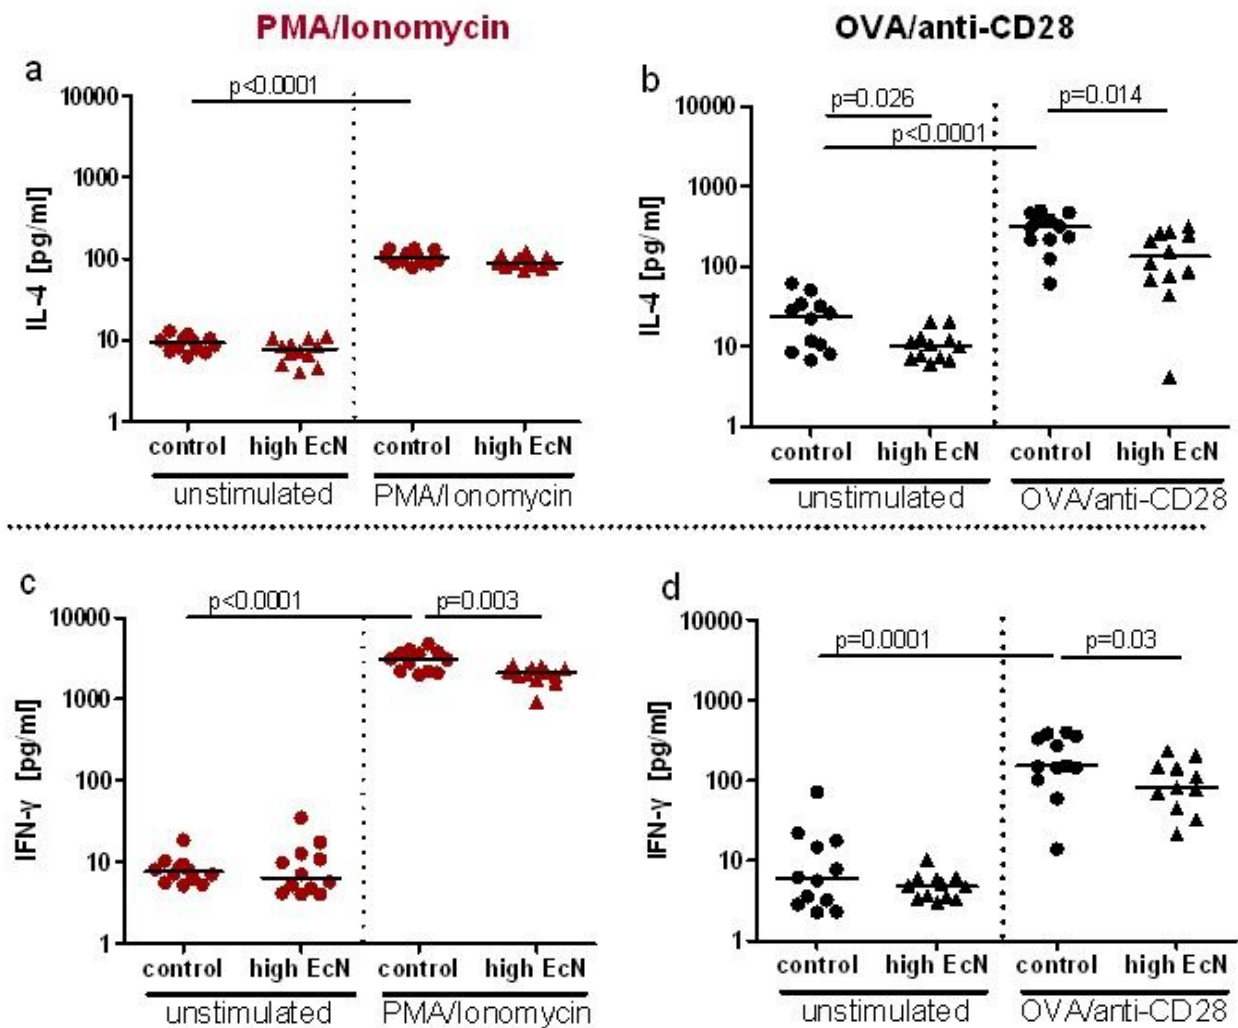 PMA/Ionomycin
OVA/anti-CD28
a
p<0.0001
10000
1000
100
10
1
IL-4 [pg/ml]
control high EcN control high EcN
unstimulated PMA/Ionomycin
b
p=0.026
p=0.014
p<0.0001
10000
1000
100
10
1
IL-4 [pg/ml]
control high EcN control high EcN
unstimulated OVA/anti-CD28
c
p<0.0001
p=0.003
10000
1000
100
10
1
IFN-γ [pg/ml]
control high EcN control high EcN
unstimulated PMA/Ionomycin
d
p=0.0001
p=0.03
10000
1000
100
10
1
IFN-γ [pg/ml]
control high EcN control high EcN
unstimulated OVA/anti-CD28